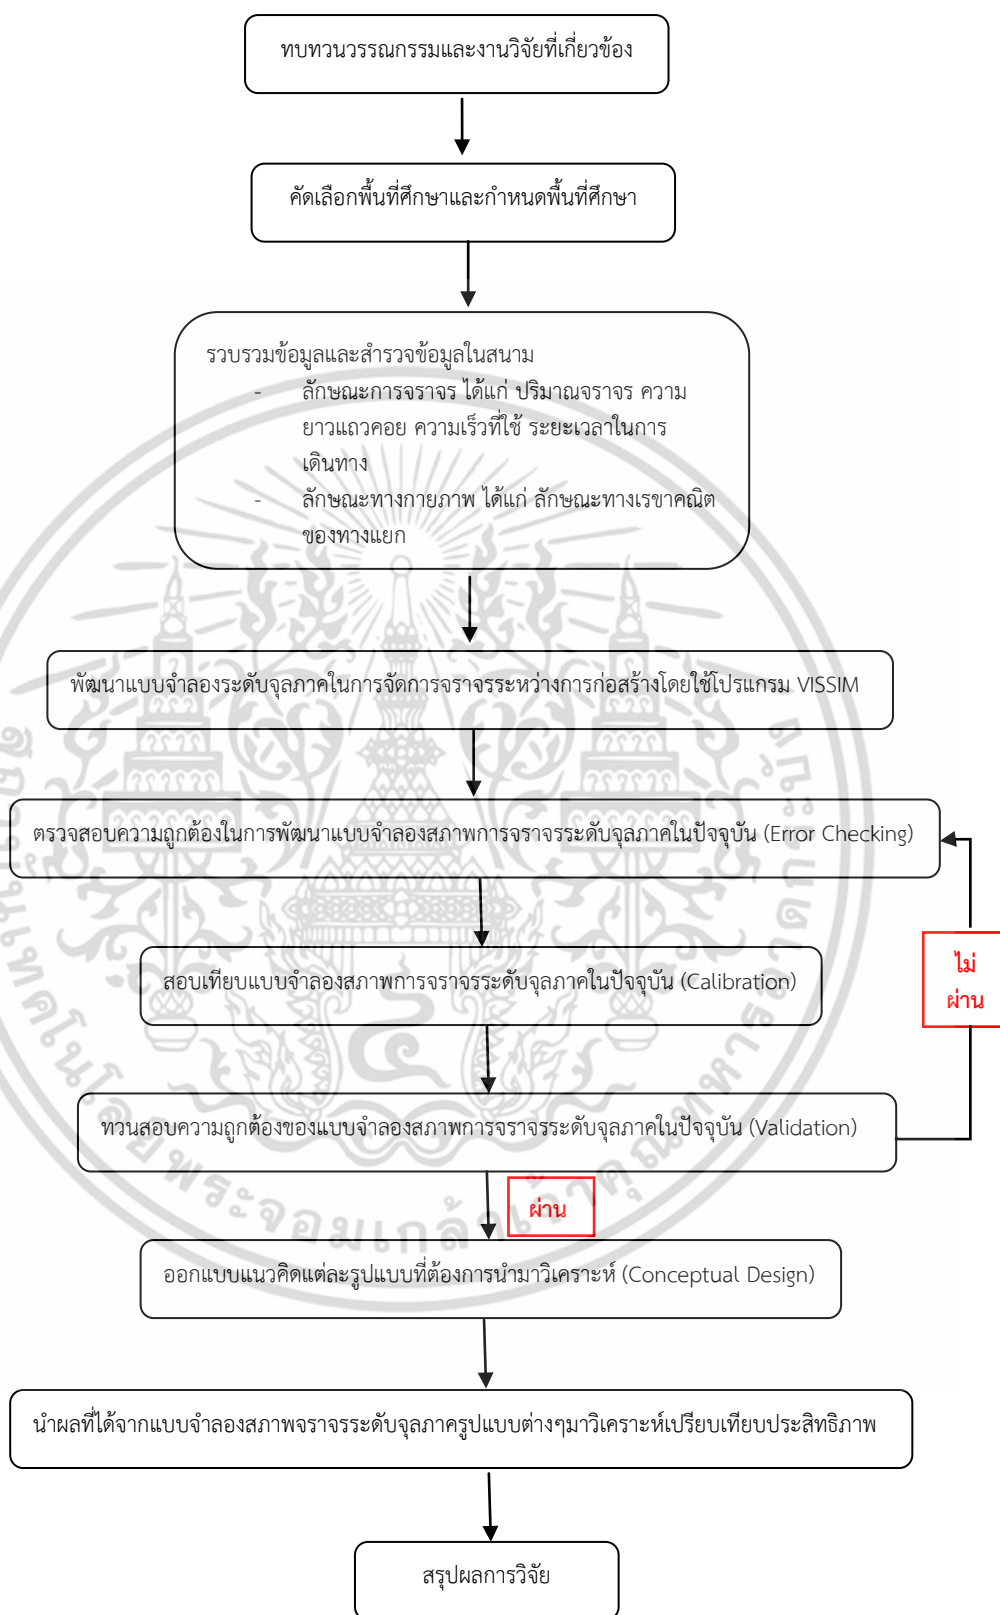 ทบทวนวรรณกรรมและงานวิจัยที่เกี่ยวข้อง
คัดเลือกพื้นที่ศึกษาและกำหนดพื้นที่ศึกษา
รวบรวมข้อมูลและสำรวจข้อมูลในสนาม
- ลักษณะการจราจร ได้แก่ ปริมาณจราจร ความ
ยาวแถวคอย ความเร็วที่ใช้ ระยะเวลาในการ
เดินทาง
- ลักษณะทางกายภาพ ได้แก่ ลักษณะทางเรขาคณิต
ของทางแยก
พัฒนาแบบจำลองระดับจุลภาคในการจัดการจราจรระหว่างการก่อสร้างโดยใช้โปรแกรม VISSIM
ตรวจสอบความถูกต้องในการพัฒนาแบบจำลองสภาพการจราจรระดับจุลภาคในปัจจุบัน (Error Checking)
สอบเทียบแบบจำลองสภาพการจราจรระดับจุลภาคในปัจจุบัน (Calibration)
ไม่
ผ่าน
ทวนสอบความถูกต้องของแบบจำลองสภาพการจราจรระดับจุลภาคในปัจจุบัน (Validation)
ผ่าน
ออกแบบแนวคิดแต่ละรูปแบบที่ต้องการนำมาวิเคราะห์ (Conceptual Design)
นำผลที่ได้จากแบบจำลองสภาพจราจรระดับจุลภาครูปแบบต่างๆมาวิเคราะห์เปรียบเทียบประสิทธิภาพ
สรุปผลการวิจัย